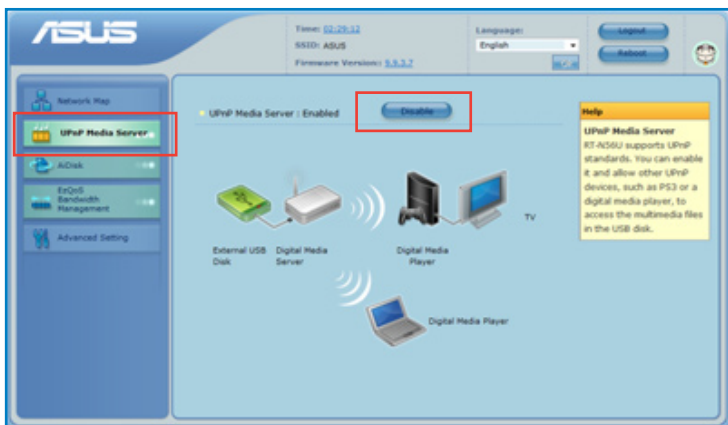 ASUS
Time: 02:29:12
SSID: ASUS
Firmware Version: 9.9.3.7
Language:
English
Logout
Reboot
Network Map
UPnP Media Server
AiDisk
EzQoS
Bandwidth
Management
Advanced Setting
UPnP Media Server : Enabled
Disable
External USB
Disk
Digital Media
Server
Digital Media
Player
TV
Digital Media Player
Help
UPnP Media Server
RT-N56U supports UPnP
standards. You can enable
it and allow other UPnP
devices, such as PS3 or a
digital media player, to
access the multimedia files
in the USB disk.